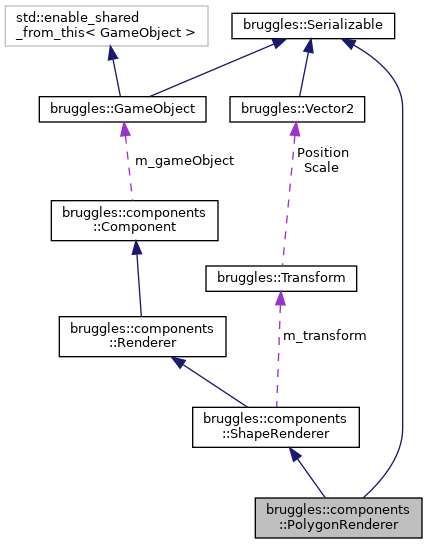 std::enable_shared
_from_this< GameObject >
bruggles::Serializable
bruggles::GameObject
bruggles::Vector2
Position
Scale
m_gameObject
bruggles::components
::Component
bruggles::Transform
bruggles::components
::Renderer
m_transform
bruggles::components
::ShapeRenderer
bruggles::components
::PolygonRenderer